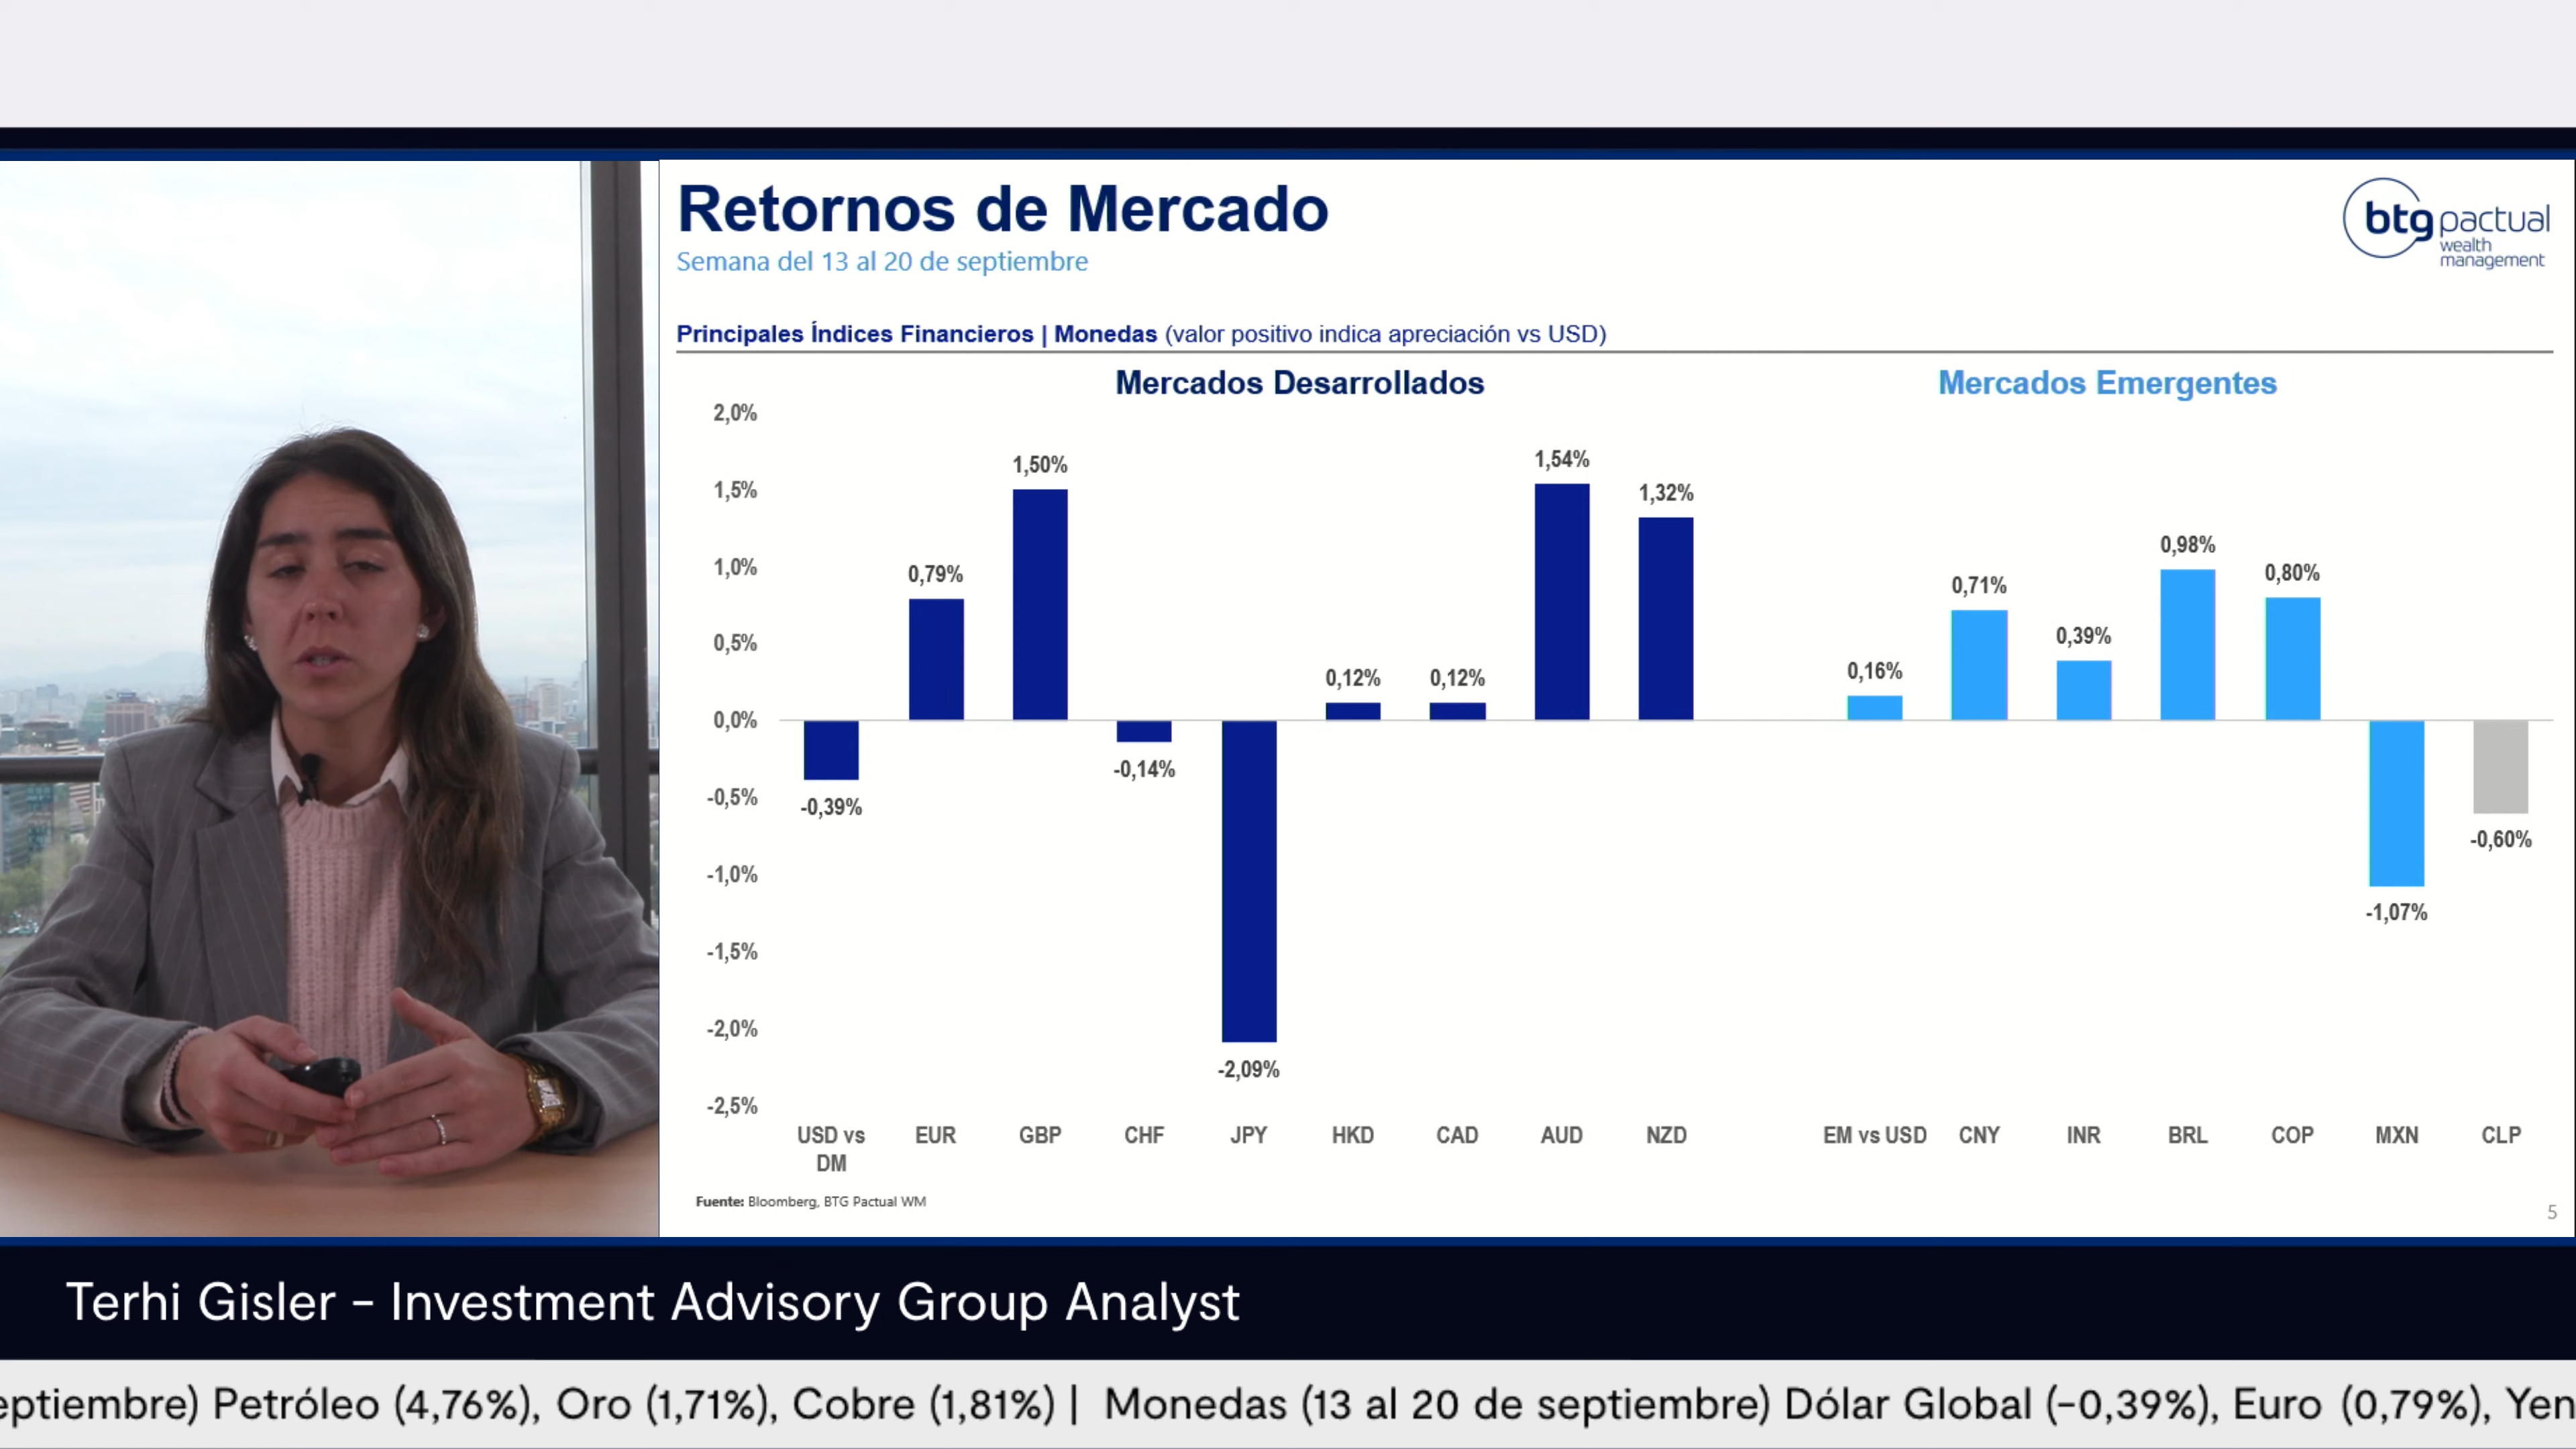 Retornos de Mercado
Semana del 13 al 20 de septiembre
btg pactual
wealth
management
Principales Índices Financieros | Monedas (valor positivo indica apreciación vs USD)
Mercados Desarrollados
Mercados Emergentes
2,0%
1,5%
1,0%
0,5%
0,0%
-0,5%
-1,0%
-1,5%
-2,0%
-2,5%
-0,39%
0,79%
1,50%
-0,14%
-2,09%
0,12%
0,12%
1,54%
1,32%
0,16%
0,71%
0,39%
0,98%
0,80%
-1,07%
-0,60%
USD vs DM
EUR
GBP
CHF
JPY
HKD
CAD
AUD
NZD
EM vs USD
CNY
INR
BRL
COP
MXN
CLP
Fuente: Bloomberg, BTG Pactual WM
5
Terhi Gisler - Investment Advisory Group Analyst
eptiembre) Petróleo (4,76%), Oro (1,71%), Cobre (1,81%) | Monedas (13 al 20 de septiembre) Dólar Global (-0,39%), Euro (0,79%), Yen